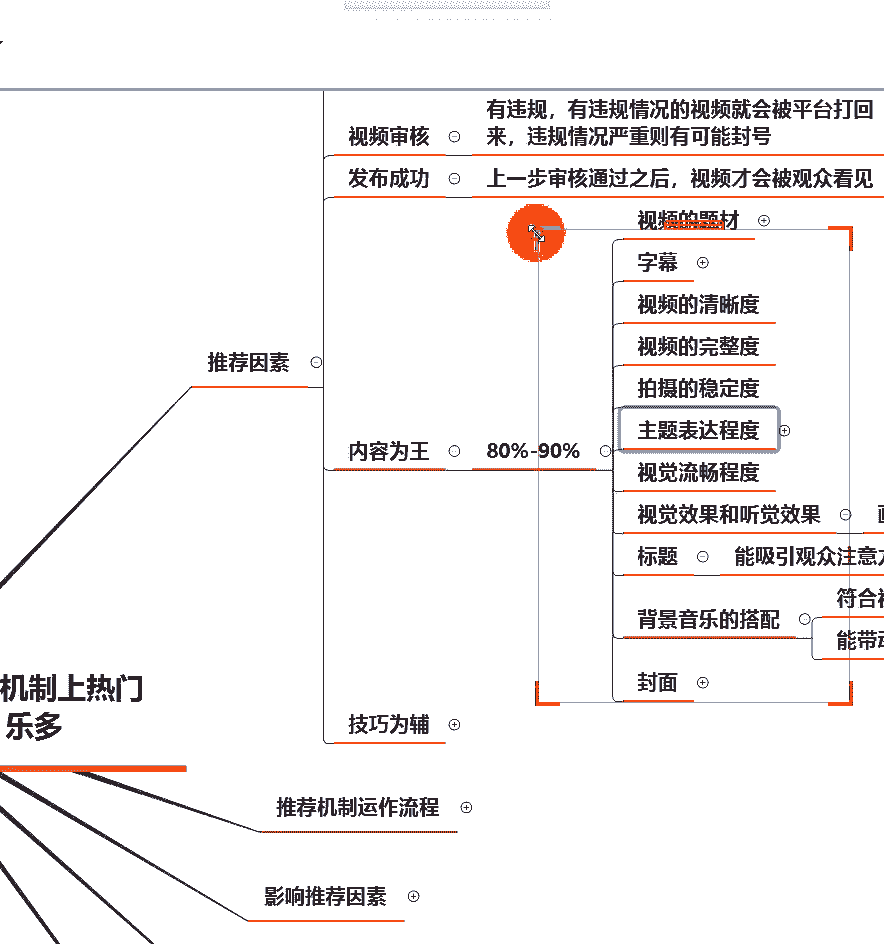 有违规，有违规情况的视频就会被平台打回
视频审核
来，违规情况严重则有可能封号
发布成功
上一步审核通过之后，视频才会被观众看见
视频的题材
字幕
视频的清晰度
视频的完整度
推荐因素
拍摄的稳定度
主题表达程度
内容为王
80%-90%
视觉流畅程度
视觉效果和听觉效果
标题
能吸引观众注意
符合
背景音乐的搭配
能带
封面
机制上热门
乐多
技巧为辅
推荐机制运作流程
影响推荐因素